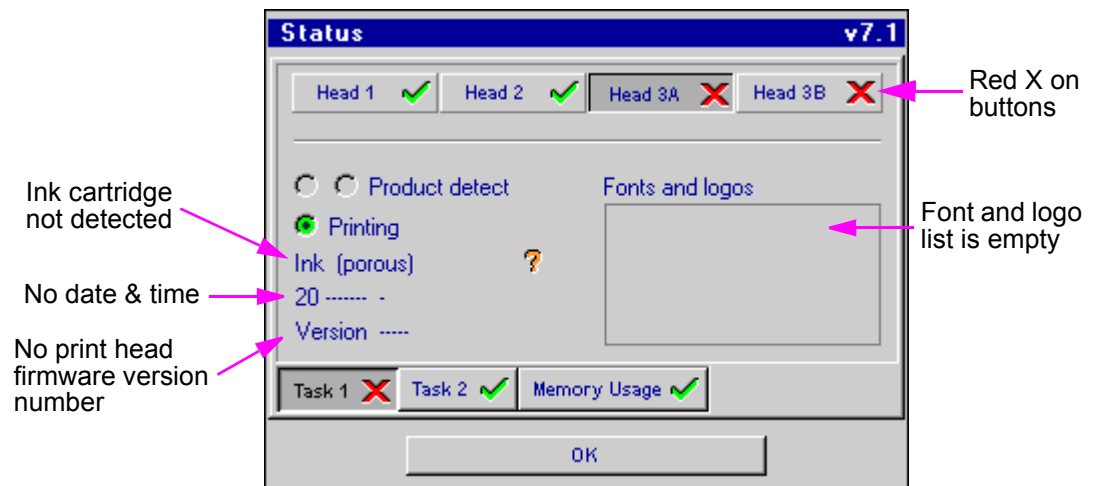 Status v7.1
Head 1 Head 2 Head 3A Head 3B
Red X on
buttons
Product detect
Fonts and logos
Ink cartridge
not detected
Printing
Font and logo
list is empty
Ink (porous) ?
No date & time
20 ------- -
Version -----
No print head
firmware version
number
Task 1 Task 2 Memory Usage
OK